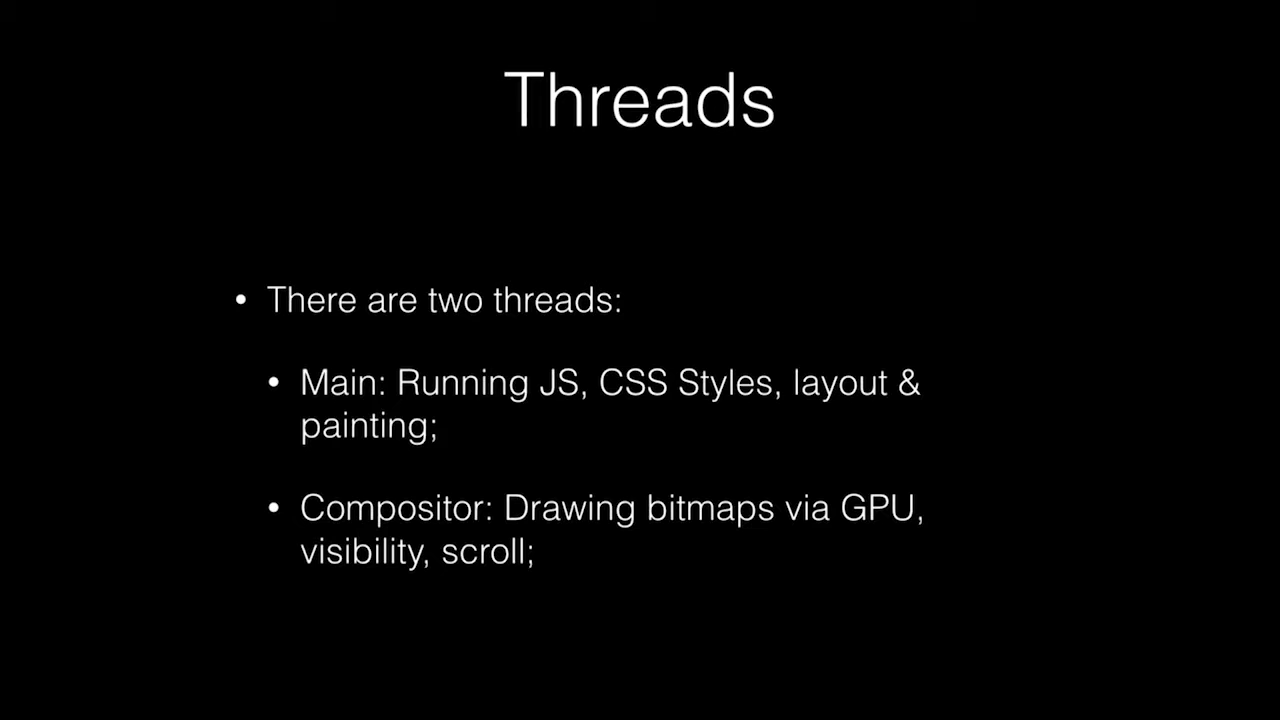 Threads
• There are two threads:
• Main: Running JS, CSS Styles, layout &
painting;
• Compositor: Drawing bitmaps via GPU,
visibility, scroll;